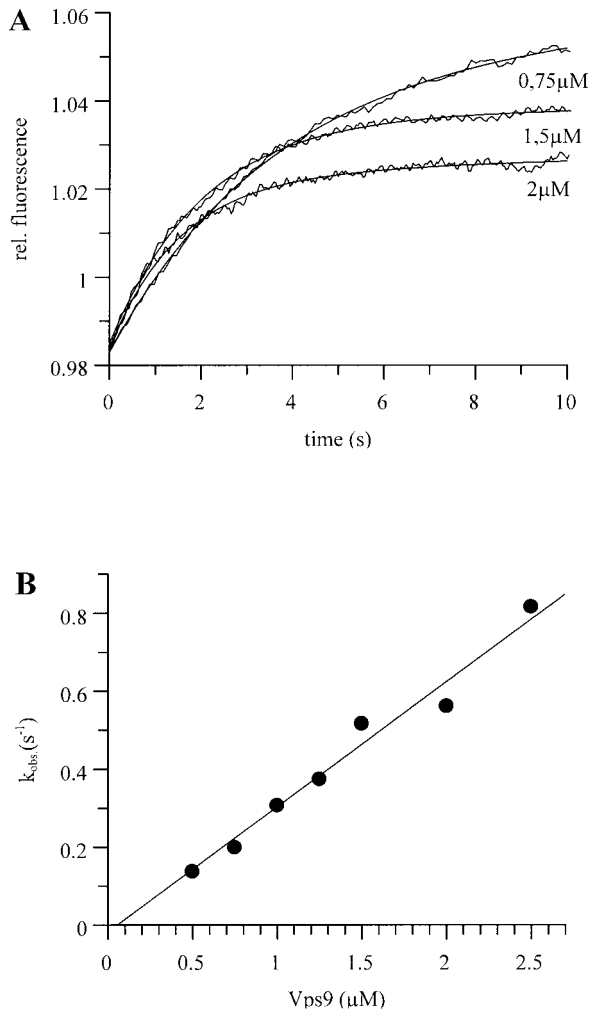 A
1.06
1.04
1.02
1
0.98
rel. fluorescence
0,75µM
1,5µM
2µM
0 2 4 6 8 10
time (s)
B
0.8
0.6
0.4
0.2
0
kobs.(s-1)
0 0.5 1 1.5 2 2.5
Vps9 (µM)